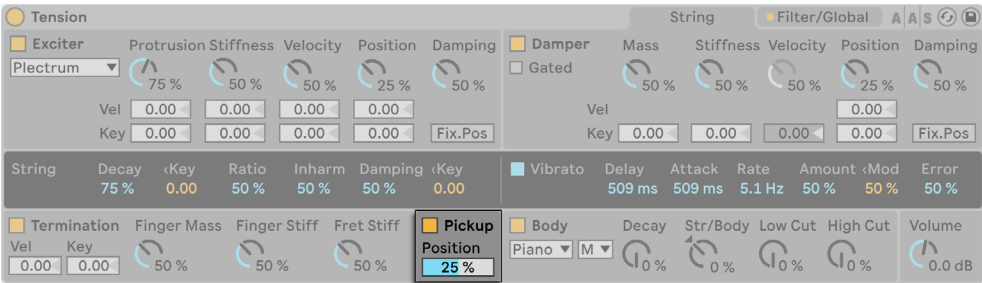 Tension String Filter/Global A A S
Exciter Protrusion Stiffness Velocity Position Damping
Plectrum 75 % 50 % 50 % 25 % 50 %
Vel 0.00 0.00 0.00 0.00
Key 0.00 0.00 0.00 0.00 Fix.Pos
Damper Mass Stiffness Velocity Position Damping
Gated 50 % 50 % 50 % 25 % 50 %
Vel 0.00
Key 0.00 0.00 0.00 0.00 Fix.Pos
String Decay ‹Key Ratio Inharm Damping ‹Key
75 % 0.00 50 % 50 % 50 % 0.00
Vibrato Delay Attack Rate Amount ‹Mod Error
509 ms 509 ms 5.1 Hz 50 % 50 % 50 %
Termination Finger Mass Finger Stiff Fret Stiff
Vel Key
0.00 0.00 50 % 50 % 50 %
Pickup
Position
25 %
Body Decay Str/Body Low Cut High Cut Volume
Piano M 0 % 0 % 0 % 0 % 0.0 dB